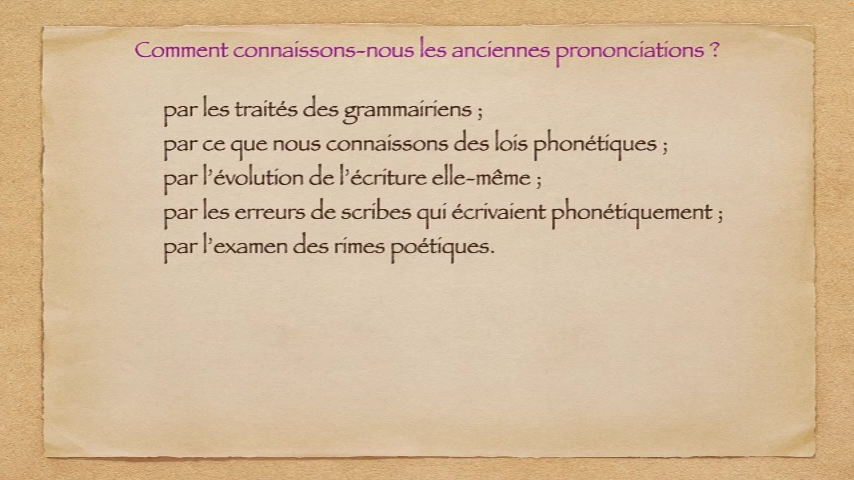 Comment connaissons-nous les anciennes prononciations ?
par les traités des grammairiens ;
par ce que nous connaissons des lois phonétiques ;
par l’évolution de l’écriture elle-même ;
par les erreurs de scribes qui écrivaient phonétiquement ;
par l’examen des rimes poétiques.